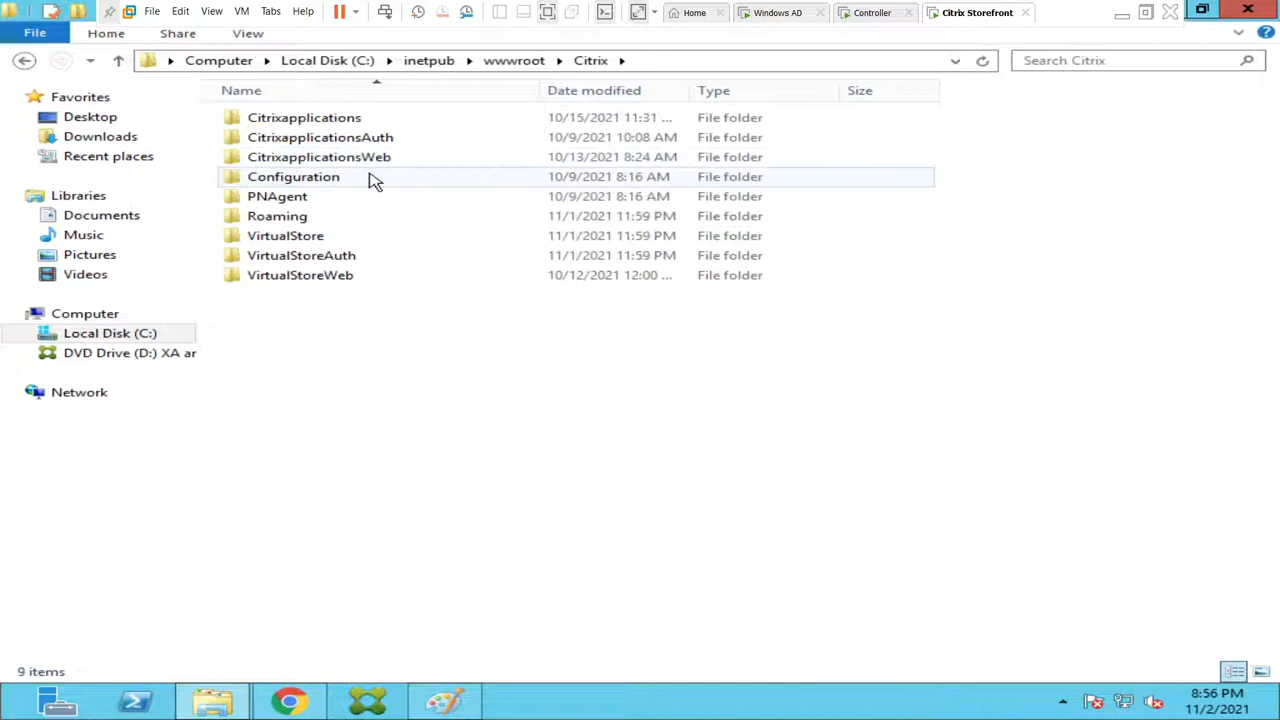 File Edit View VM Tabs Help Home Windows AD Controller Citrix Storefront
File Home Share View
Computer Local Disk (C:) inetpub wwwroot Citrix Search Citrix
Name Date modified Type Size
Favorites
Desktop
Downloads
Recent places
Libraries
Documents
Music
Pictures
Videos
Computer
Local Disk (C:)
DVD Drive (D:) XA ar
Network
Citrixapplications 10/15/2021 11:31 ... File folder
CitrixapplicationsAuth 10/9/2021 10:08 AM File folder
CitrixapplicationsWeb 10/13/2021 8:24 AM File folder
Configuration 10/9/2021 8:16 AM File folder
PNAgent 10/9/2021 8:16 AM File folder
Roaming 11/1/2021 11:59 PM File folder
VirtualStore 11/1/2021 11:59 PM File folder
VirtualStoreAuth 11/1/2021 11:59 PM File folder
VirtualStoreWeb 10/12/2021 12:00 ... File folder
9 items
8:56 PM
11/2/2021